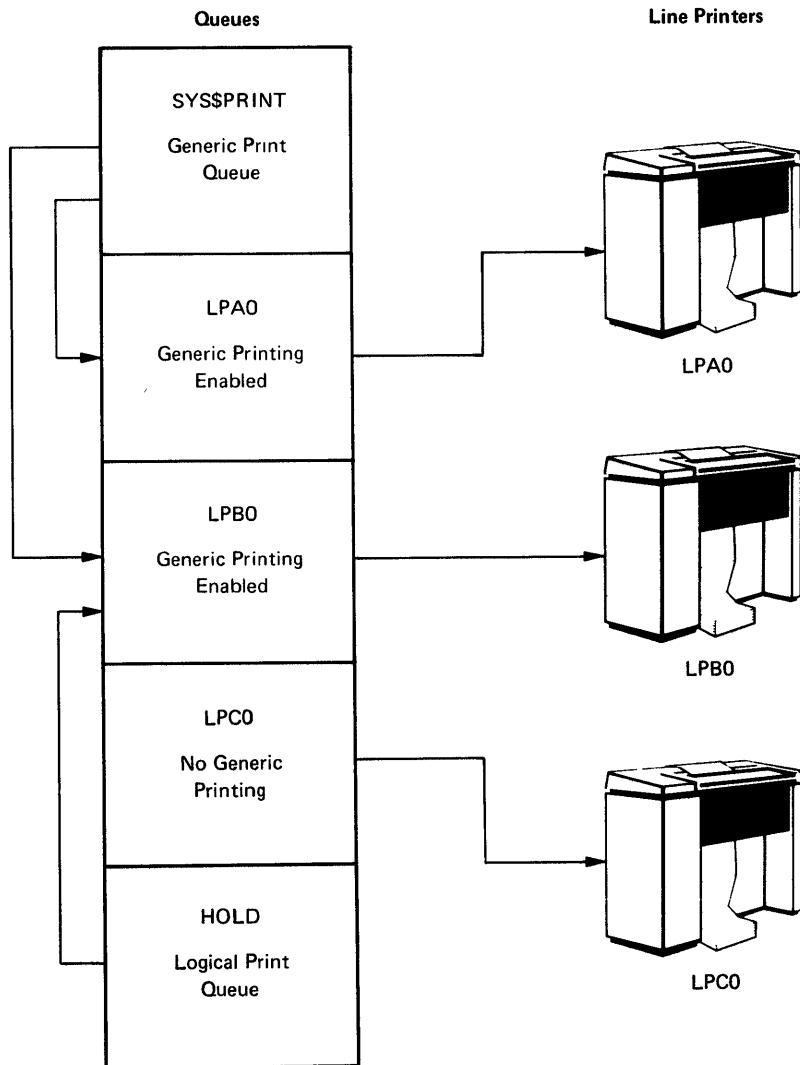 Queues
Line Printers
SYS$PRINT
Generic Print
Queue
LPA0
Generic Printing
Enabled
LPA0
LPB0
Generic Printing
Enabled
LPB0
LPC0
No Generic
Printing
LPC0
HOLD
Logical Print
Queue